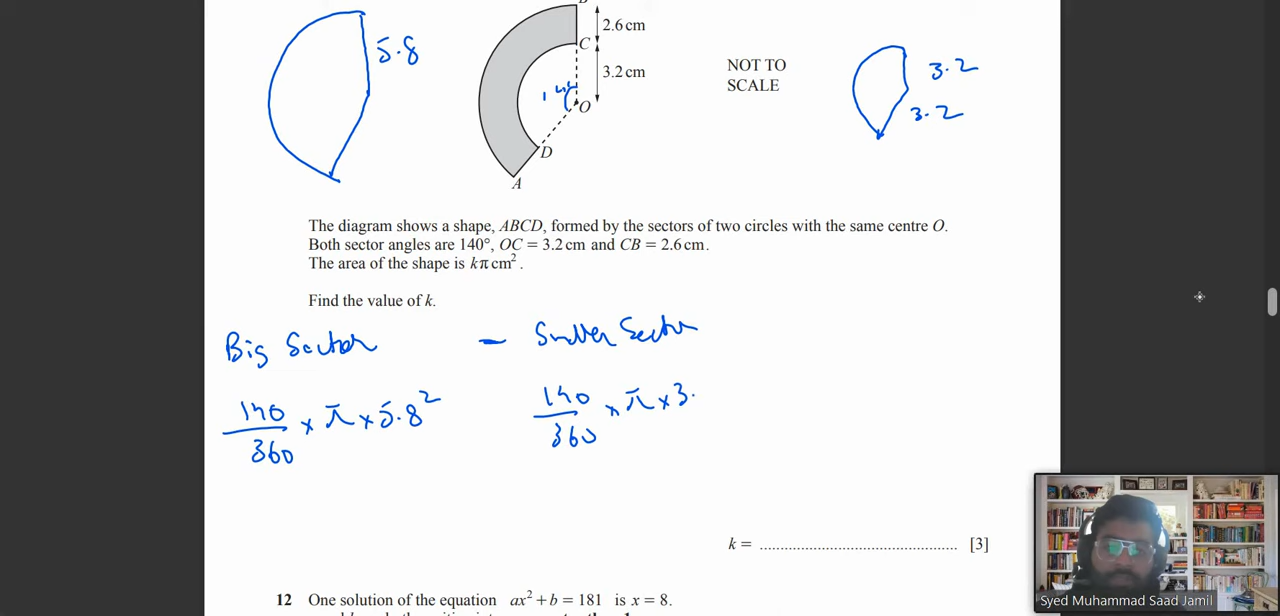 5.8
2.6 cm
C
3.2 cm
O
D
A
NOT TO
SCALE
3.2
3.2
The diagram shows a shape, ABCD, formed by the sectors of two circles with the same centre O.
Both sector angles are 140°, OC = 3.2 cm and CB = 2.6 cm.
The area of the shape is kπ cm².
Find the value of k.
Big Sector - Smaller Sector
140/360 × π × 5.8² 140/360 × π × 3.
k = ................................................ [3]
12 One solution of the equation ax² + b = 181 is x = 8.
Syed Muhammad Saad Jamil